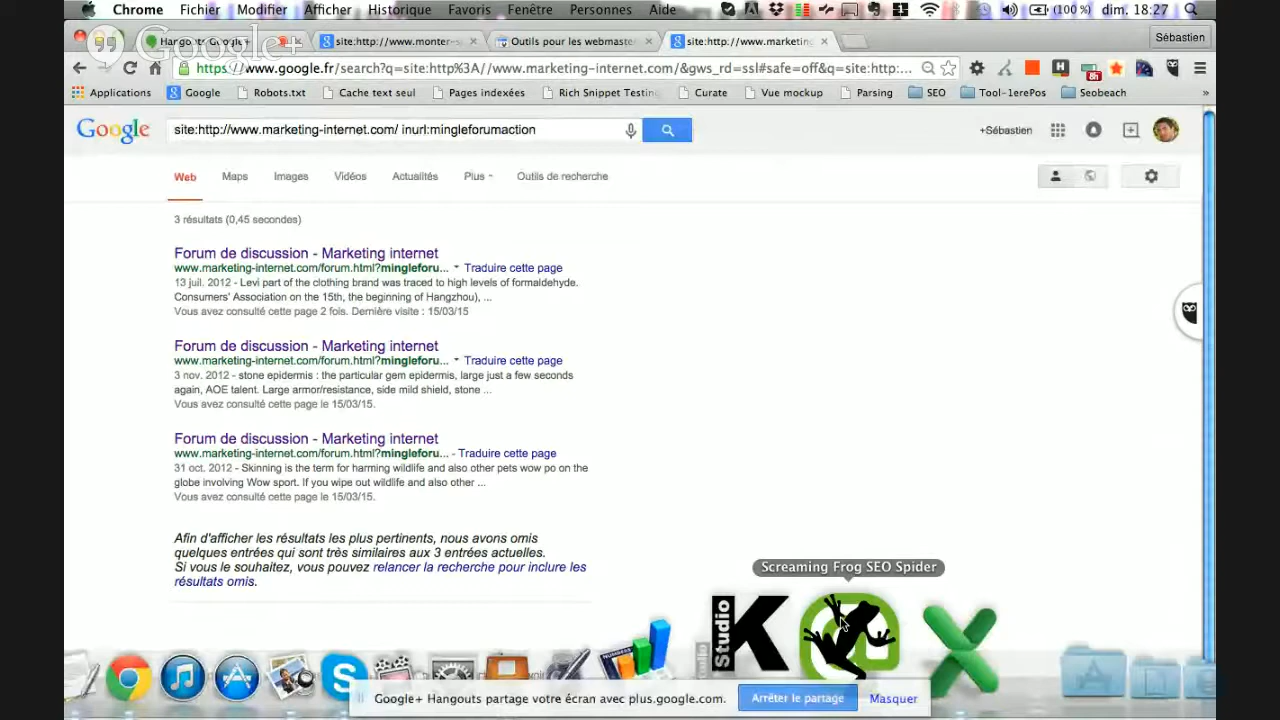 Chrome Fichier Modifier Afficher Historique Favoris Fenêtre Personnes Aide (100 %) dim. 18:27
Google+
site:http://www.monter-s Outils pour les webmaste site:http://www.marketing Sébastien
https://www.google.fr/search?q=site:http%3A//www.marketing-internet.com/&gws_rd=ssl#safe=off&q=site:http:...
Applications Google Robots.txt Cache text seul Pages indexées Rich Snippet Testing Curate Vue mockup Parsing SEO Tool-1erePos Seobeach »
Google site:http://www.marketing-internet.com/ inurl:mingleforumaction +Sébastien
Web Maps Images Vidéos Actualités Plus Outils de recherche
3 résultats (0,45 secondes)
Forum de discussion - Marketing internet
www.marketing-internet.com/forum.html?mingleforu... Traduire cette page
13 juil. 2012 - Levi part of the clothing brand was traced to high levels of formaldehyde.
Consumers' Association on the 15th, the beginning of Hangzhou), ...
Vous avez consulté cette page 2 fois. Dernière visite : 15/03/15
Forum de discussion - Marketing internet
www.marketing-internet.com/forum.html?mingleforu... Traduire cette page
3 nov. 2012 - stone epidermis : the particular gem epidermis, large just a few seconds
again, AOE talent. Large armor/resistance, side mild shield, stone ...
Vous avez consulté cette page le 15/03/15.
Forum de discussion - Marketing internet
www.marketing-internet.com/forum.html?mingleforu... - Traduire cette page
31 oct. 2012 - Skinning is the term for harming wildlife and also other pets wow po on the
globe involving Wow sport. If you wipe out wildlife and also other ...
Vous avez consulté cette page le 15/03/15.
Afin d'afficher les résultats les plus pertinents, nous avons omis
quelques entrées qui sont très similaires aux 3 entrées actuelles.
Si vous le souhaitez, vous pouvez relancer la recherche pour inclure les
résultats omis.
Screaming Frog SEO Spider
Studio K
Google+ Hangouts partage votre écran avec plus.google.com. Arrêter le partage Masquer